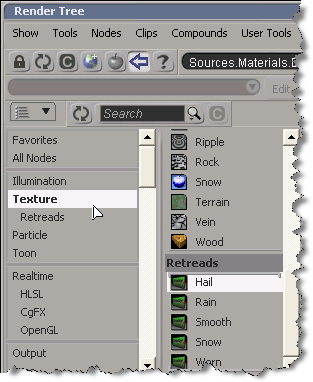 Render Tree
Show Tools Nodes Clips Compounds User Tools
Sources.Materials.
Edit
Search
Favorites
All Nodes
Illumination
Texture
Retreads
Particle
Toon
Realtime
HLSL
CgFX
OpenGL
Output
Ripple
Rock
Snow
Terrain
Vein
Wood
Retreads
Hail
Rain
Smooth
Snow
Worn